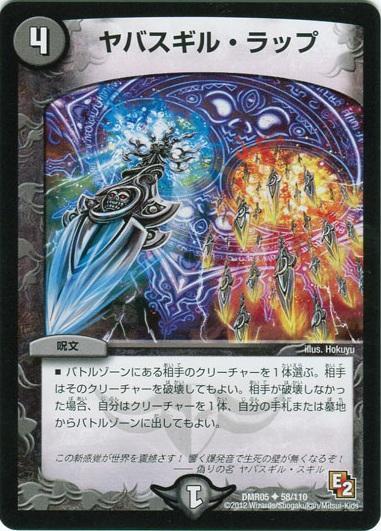 4
ヤバスギル・ラップ
illus. Hokuyu
呪文
■ バトルゾーンにある相手のクリーチャーを1体選ぶ。相手
はそのクリーチャーを破壊してもよい。相手が破壊しなかっ
た場合、自分はクリーチャーを1体、自分の手札または墓地
からバトルゾーンに出してもよい。
この新感覚が世界を震撼さす！ 響く爆発音で生死の壁が無くなるぞ！
—— 偽りの名 ヤバスギル・スキル
E2
DMR05 ◆ 58/110
©2012 Wizards/Shogakukan/Mitsui-Kids